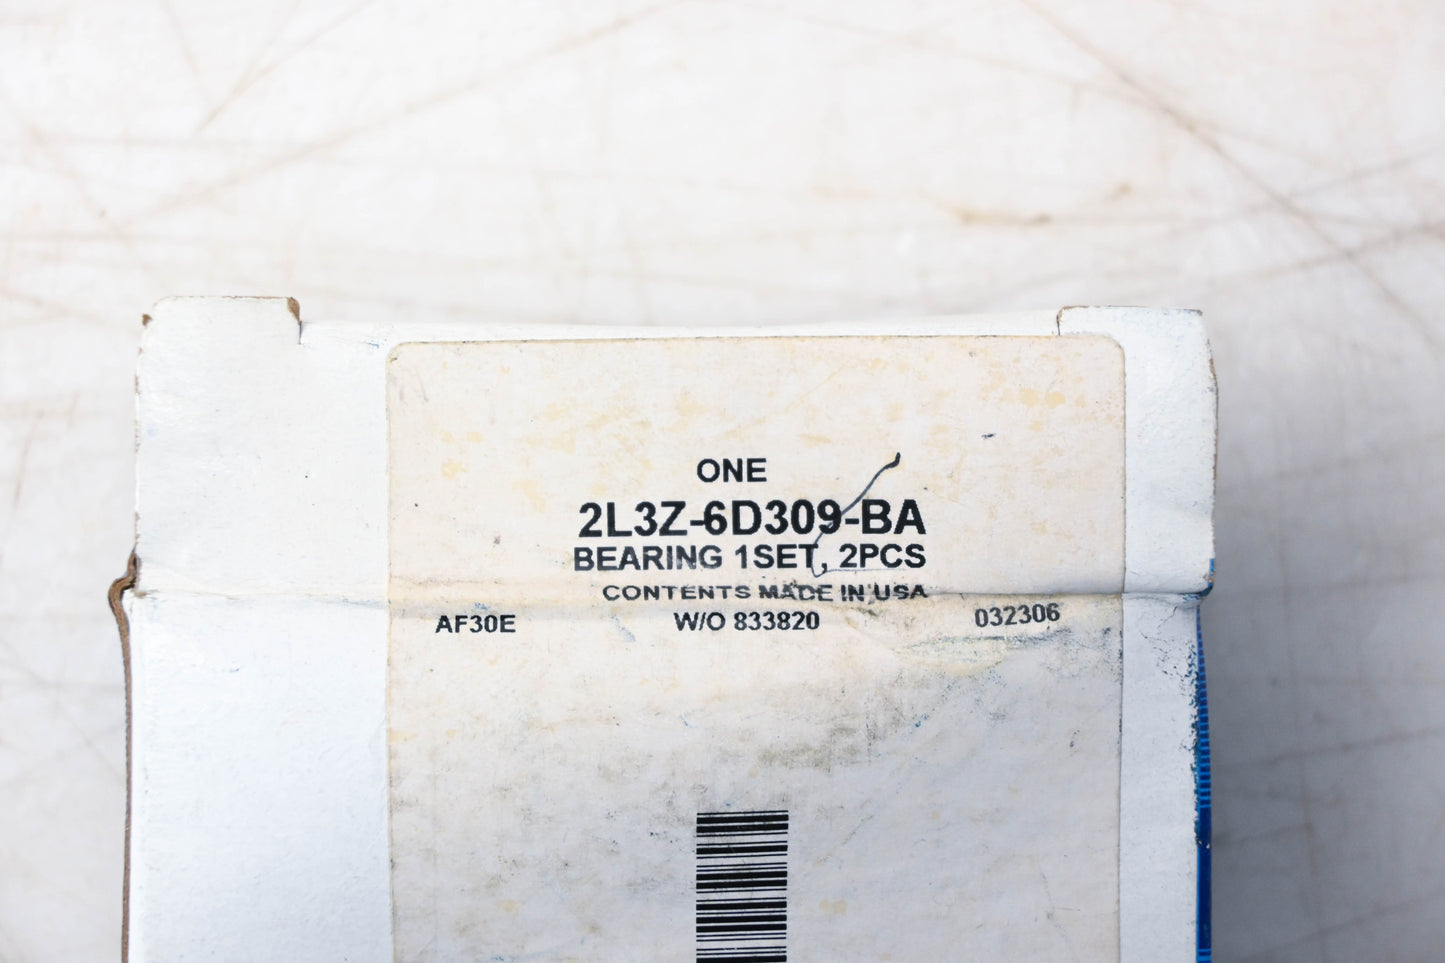 ONE
2L3Z-6D309-BA
BEARING 1SET, 2PCS
CONTENTS MADE IN USA
AF30E W/O 833820 032306